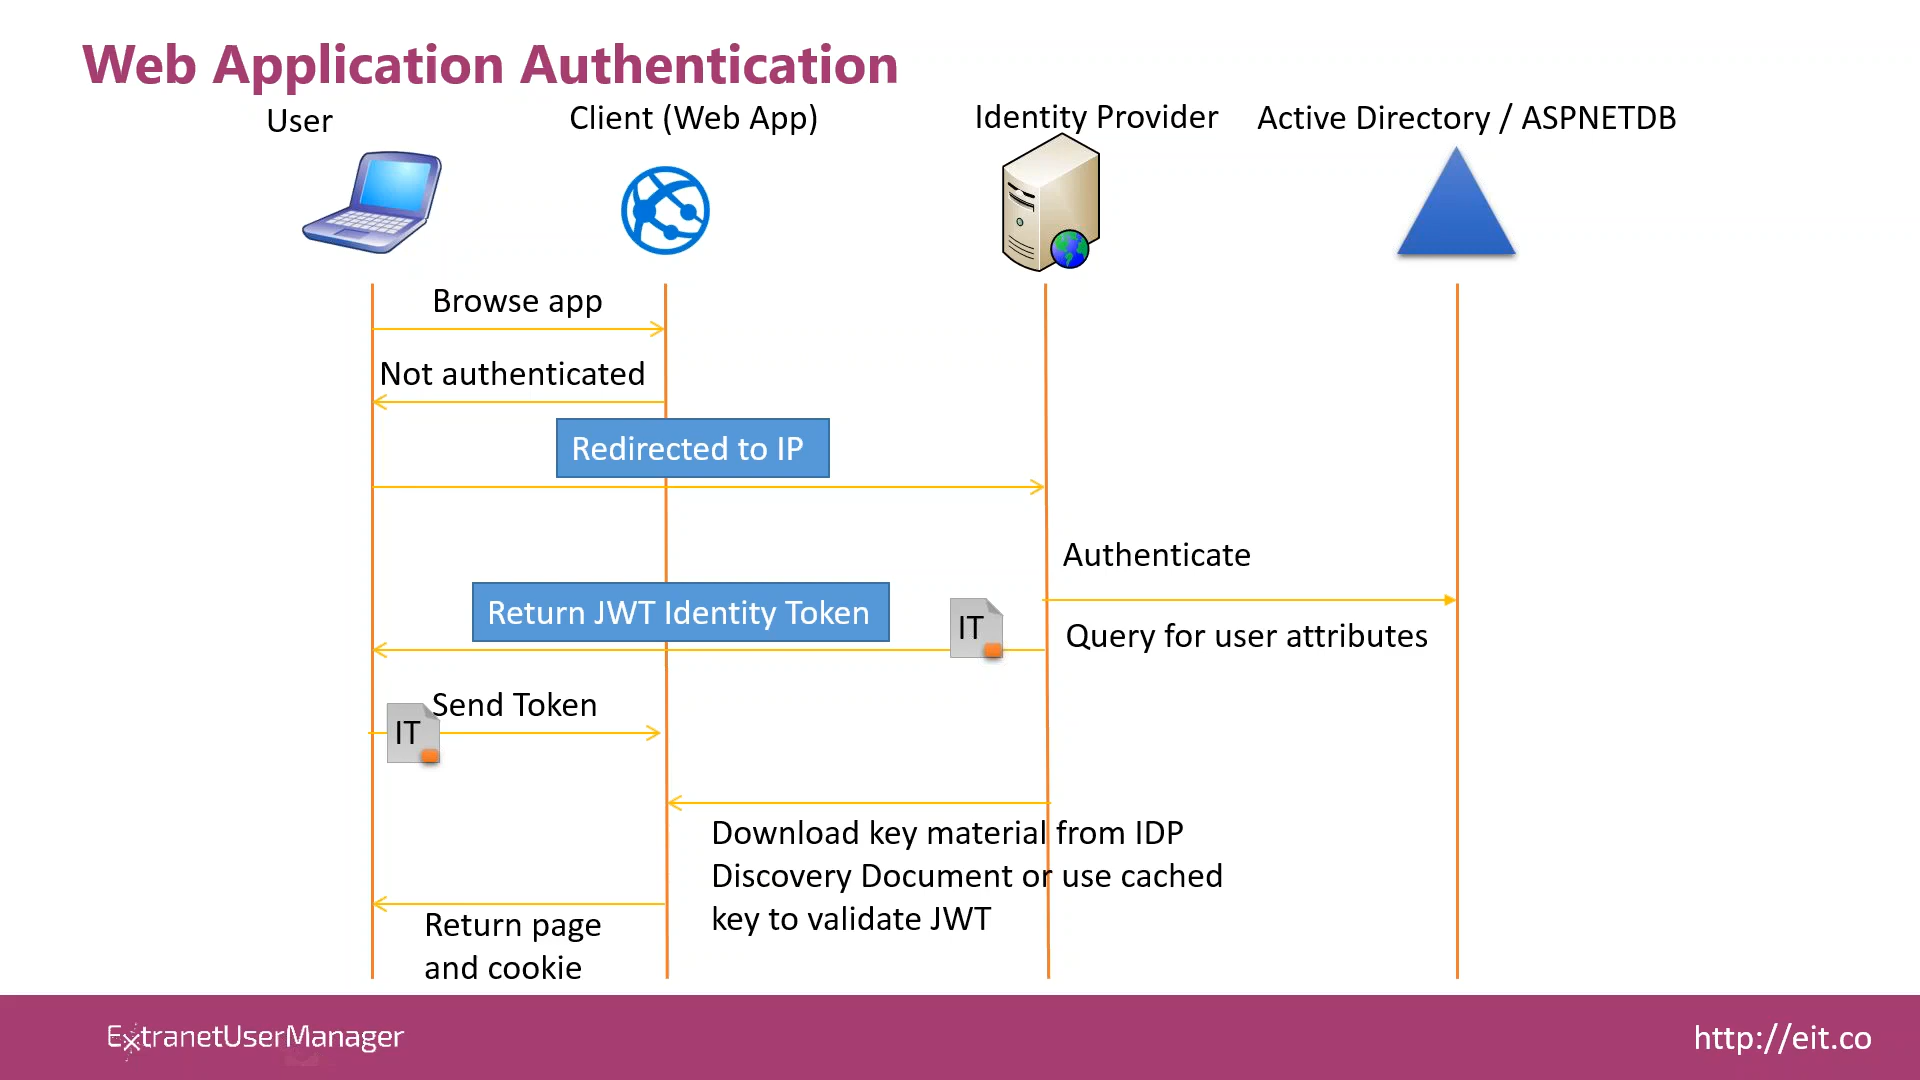 Web Application Authentication
User
Client (Web App)
Identity Provider
Active Directory / ASPNETDB
Browse app
Not authenticated
Redirected to IP
Authenticate
Return JWT Identity Token
IT
Query for user attributes
Send Token
IT
Download key material from IDP
Discovery Document or use cached
key to validate JWT
Return page
and cookie
ExtranetUserManager
http://eit.co